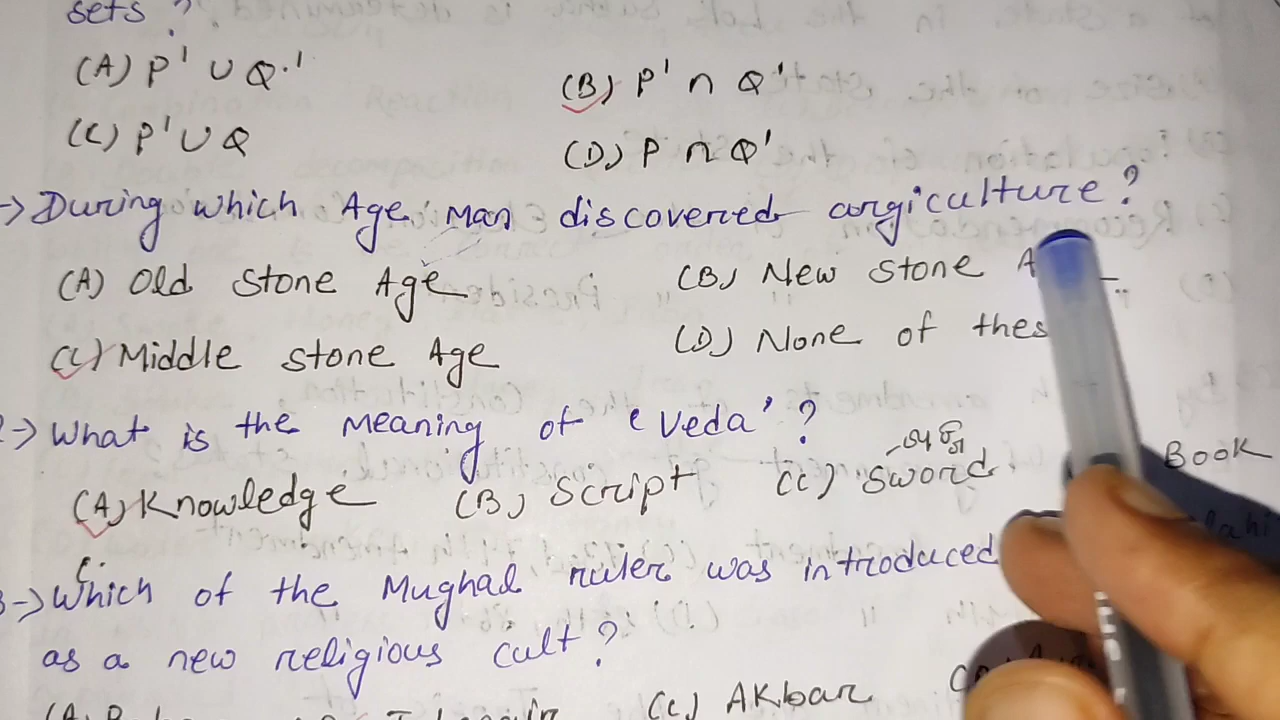 sets?
(A) P' ∪ Q'
(B) P' ∩ Q'
(C) P' ∪ Q
(D) P ∩ Q'
→ During which Age Man discovered argiculture?
(A) Old Stone Age
(B) New Stone A
(C) Middle Stone Age
(D) None of thes
→ What is the meaning of 'Veda'?
(A) Knowledge (B) Script (C) Sword Book
→ Which of the Mughal ruler was introduced
as a new religious cult?
(C) Akbar